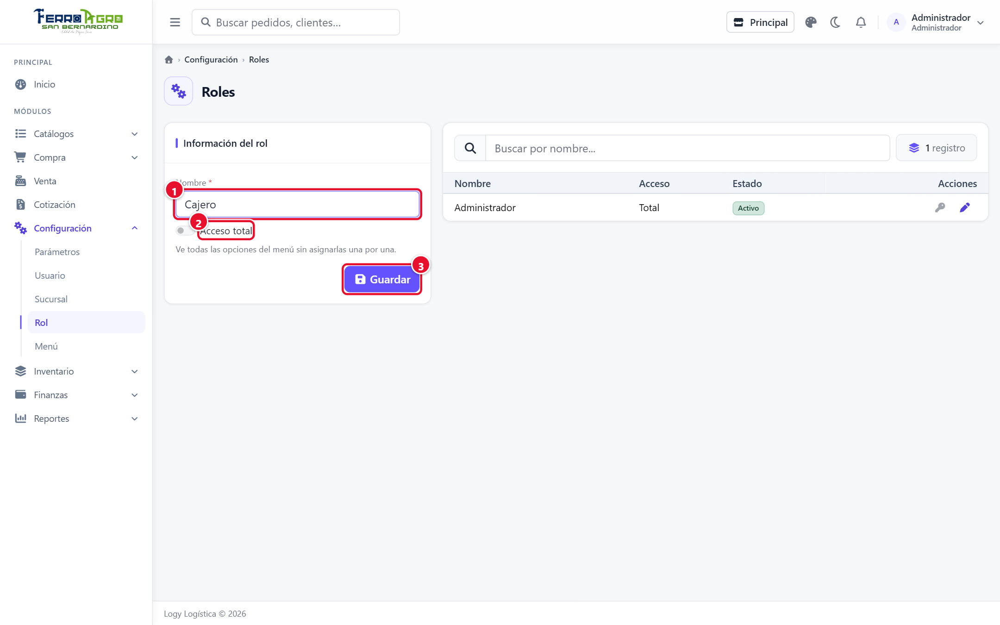 FERRO AGRO
SAN BERNARDINO
Buscar pedidos, clientes...
Principal
A
Administrador
Administrador
PRINCIPAL
Inicio
MÓDULOS
Catálogos
Compra
Venta
Cotización
Configuración
Parámetros
Usuario
Sucursal
Rol
Menú
Inventario
Finanzas
Reportes
› Configuración › Roles
Roles
Información del rol
Nombre *
1
Cajero
2
Acceso total
Ve todas las opciones del menú sin asignarlas una por una.
3
Guardar
Buscar por nombre...
1 registro
Nombre Acceso Estado Acciones
Administrador Total Activo
Logy Logística © 2026